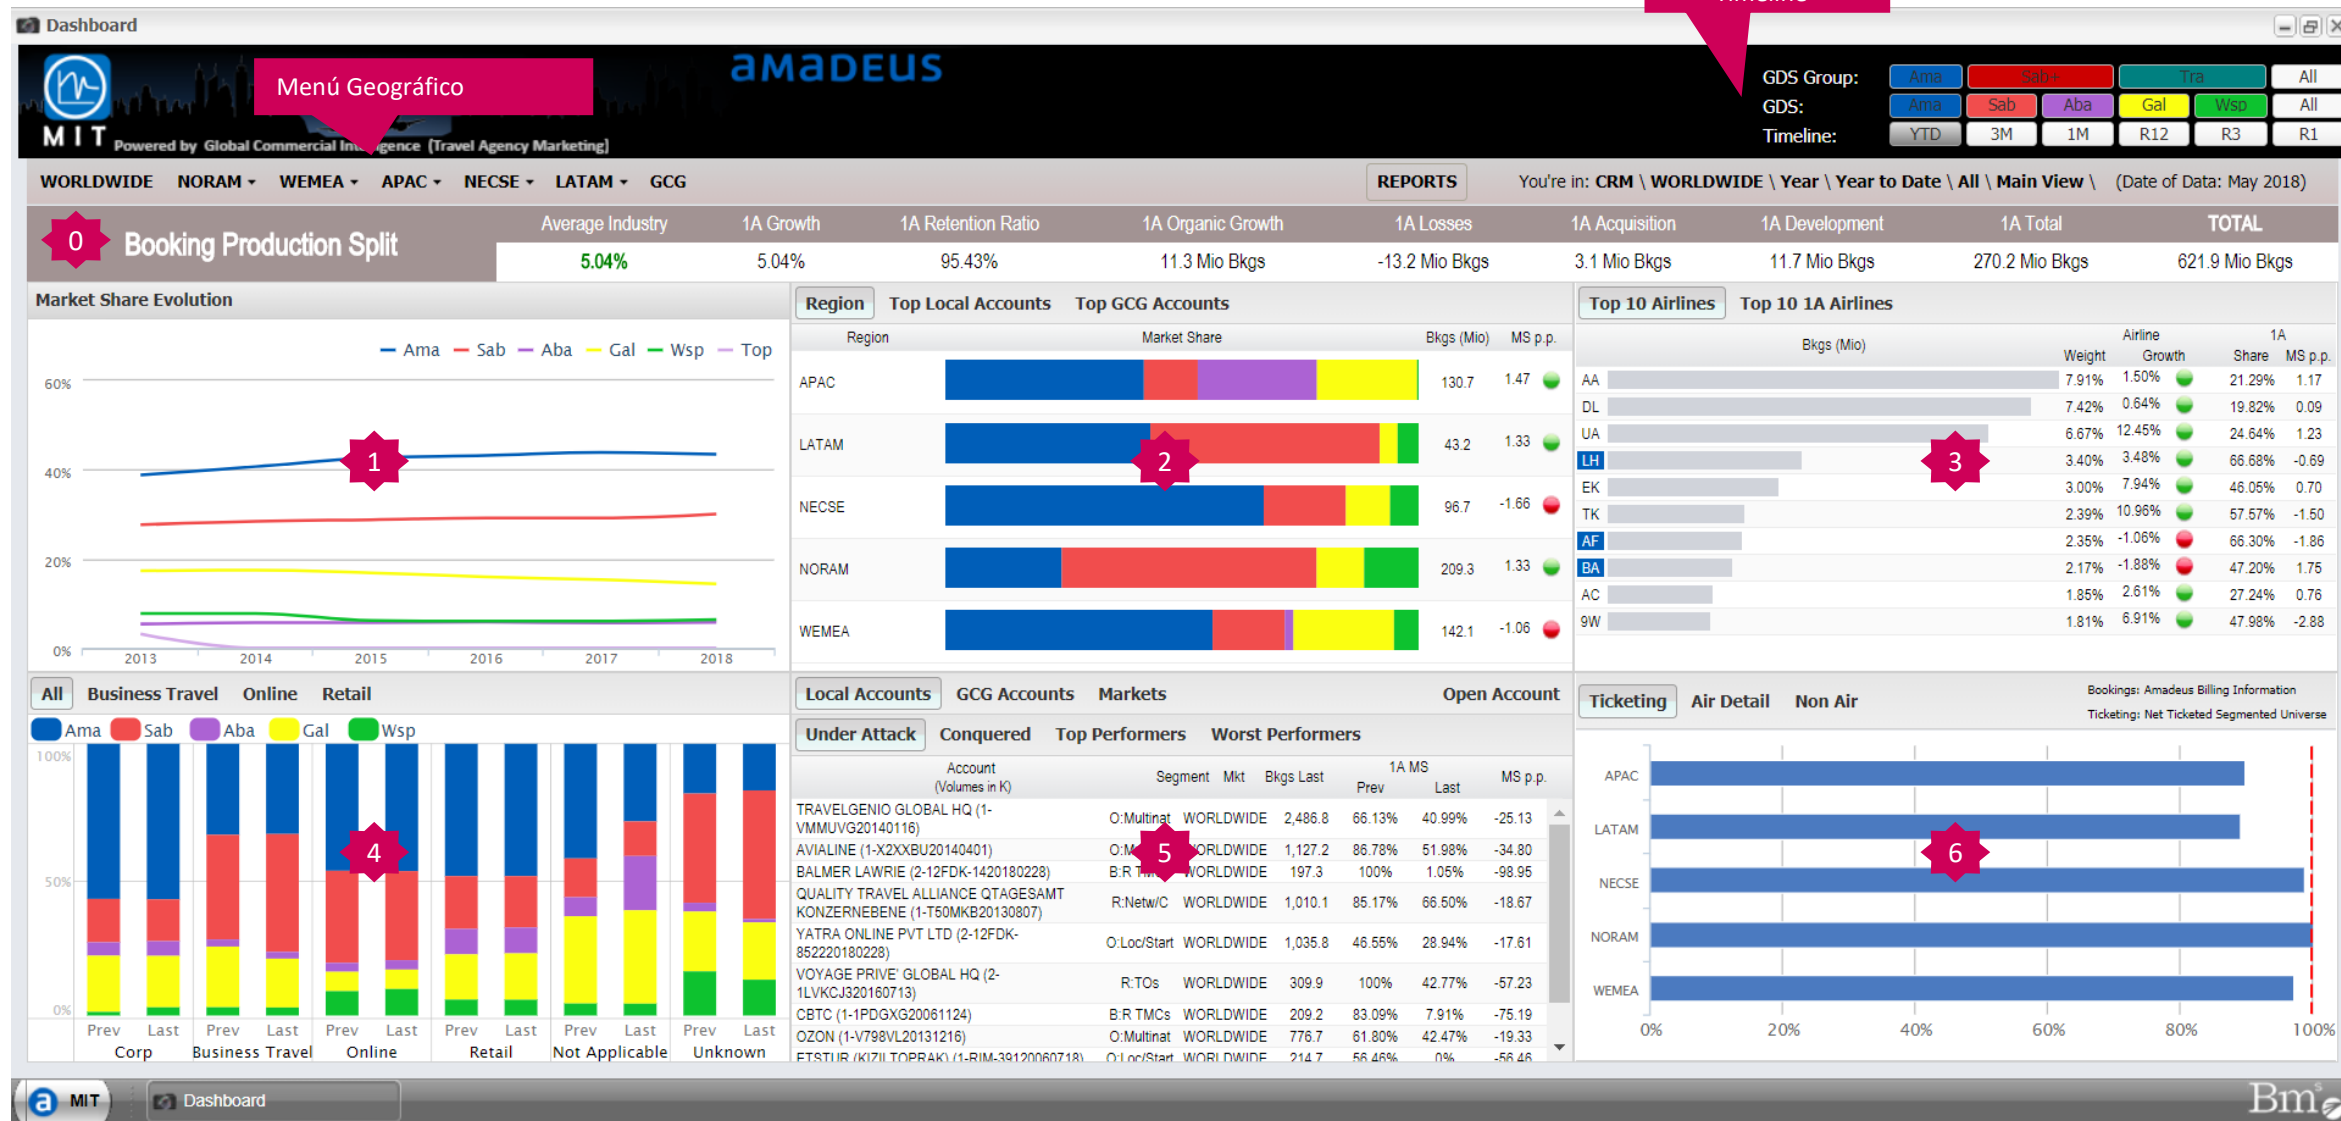 Timeline
Dashboard
aMaDEUS
Menú Geográfico
MIT Powered by Global Commercial Intelligence (Travel Agency Marketing)
GDS Group: Ama Sab+ Tra All
GDS: Ama Sab Aba Gal Wsp All
Timeline: YTD 3M 1M R12 R3 R1
WORLDWIDE NORAM WEMEA APAC NECSE LATAM GCG REPORTS You're in: CRM \ WORLDWIDE \ Year \ Year to Date \ All \ Main View \ (Date of Data: May 2018)
0 Booking Production Split
Average Industry 1A Growth 1A Retention Ratio 1A Organic Growth 1A Losses 1A Acquisition 1A Development 1A Total TOTAL
5.04% 5.04% 95.43% 11.3 Mio Bkgs -13.2 Mio Bkgs 3.1 Mio Bkgs 11.7 Mio Bkgs 270.2 Mio Bkgs 621.9 Mio Bkgs
Market Share Evolution
Ama Sab Aba Gal Wsp Top
60%
40%
20%
0%
1
2013 2014 2015 2016 2017 2018
Region Top Local Accounts Top GCG Accounts
Region Market Share Bkgs (Mio) MS p.p.
APAC 130.7 1.47
LATAM 43.2 1.33
2
NECSE 96.7 -1.66
NORAM 209.3 1.33
WEMEA 142.1 -1.06
Top 10 Airlines Top 10 1A Airlines
Bkgs (Mio) Airline 1A
Weight Growth Share MS p.p.
AA 7.91% 1.50% 21.29% 1.17
DL 7.42% 0.64% 19.82% 0.09
UA 6.67% 12.45% 24.64% 1.23
LH 3.40% 3.48% 66.68% -0.69
3
EK 3.00% 7.94% 46.05% 0.70
TK 2.39% 10.96% 57.57% -1.50
AF 2.35% -1.06% 66.30% -1.86
BA 2.17% -1.88% 47.20% 1.75
AC 1.85% 2.61% 27.24% 0.76
9W 1.81% 6.91% 47.98% -2.88
All Business Travel Online Retail
Ama Sab Aba Gal Wsp
100%
50%
0%
4
Prev Last Prev Last Prev Last Prev Last Prev Last Prev Last
Corp Business Travel Online Retail Not Applicable Unknown
Local Accounts GCG Accounts Markets Open Account
Under Attack Conquered Top Performers Worst Performers
Account 1A MS
(Volumes in K) Segment Mkt Bkgs Last Prev Last MS p.p.
TRAVELGENIO GLOBAL HQ (1-
VMMUVG20140116) O:Multinat WORLDWIDE 2,486.8 66.13% 40.99% -25.13
AVIALINE (1-X2XXBU20140401) WORLDWIDE 1,127.2 86.78% 51.98% -34.80
5
BALMER LAWRIE (2-12FDK-1420180228) B:R TMCs WORLDWIDE 197.3 100% 1.05% -98.95
QUALITY TRAVEL ALLIANCE QTAGESAMT
KONZERNEBENE (1-T50MKB20130807) R:Netw/C WORLDWIDE 1,010.1 85.17% 66.50% -18.67
YATRA ONLINE PVT LTD (2-12FDK-
852220180228) O:Loc/Start WORLDWIDE 1,035.8 46.55% 28.94% -17.61
VOYAGE PRIVE' GLOBAL HQ (2-
1LVKCJ320160713) R:TOs WORLDWIDE 309.9 100% 42.77% -57.23
CBTC (1-1PDGXG20061124) B:R TMCs WORLDWIDE 209.2 83.09% 7.91% -75.19
OZON (1-V798VL20131216) O:Multinat WORLDWIDE 776.7 61.80% 42.47% -19.33
ETSTUR (KIZILTOPRAK) (1-RIM-39120060718) O:Loc/Start WORLDWIDE 214.7 56.46% 0% -56.46
Ticketing Air Detail Non Air
Bookings: Amadeus Billing Information
Ticketing: Net Ticketed Segmented Universe
APAC
LATAM
6
NECSE
NORAM
WEMEA
0% 20% 40% 60% 80% 100%
a MIT Dashboard Bm's